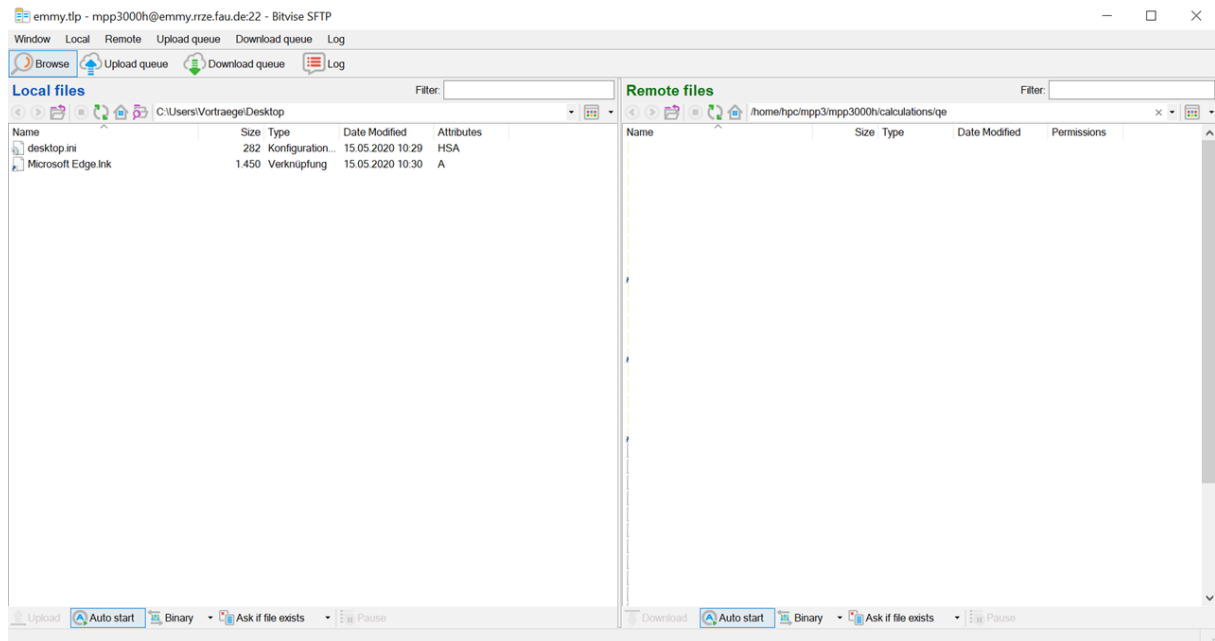 emmy.tlp - mpp3000h@emmy.rrze.fau.de:22 - Bitvise SFTP
Window Local Remote Upload queue Download queue Log
Browse Upload queue Download queue Log
Local files Filter:
C:\Users\Vortraege\Desktop
Name Size Type Date Modified Attributes
desktop.ini 282 Konfiguration... 15.05.2020 10:29 HSA
Microsoft Edge.lnk 1.450 Verknüpfung 15.05.2020 10:30 A
Upload Auto start Binary Ask if file exists Pause
Remote files Filter:
/home/hpc/mpp3/mpp3000h/calculations/qe
Name Size Type Date Modified Permissions
Download Auto start Binary Ask if file exists Pause